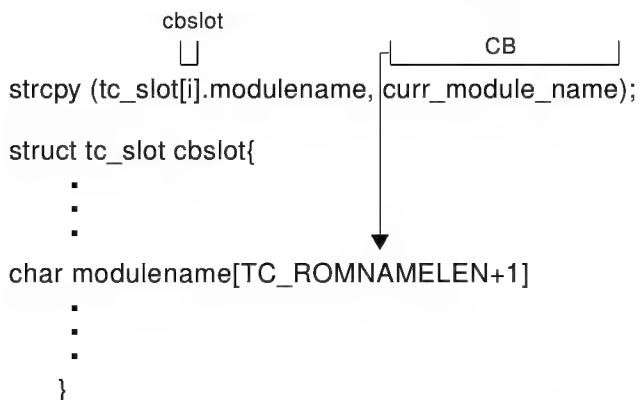 cbslot
CB
strcpy (tc_slot[i].modulename, curr_module_name);
struct tc_slot cbslot{
char modulename[TC_ROMNAMELEN+1]
}